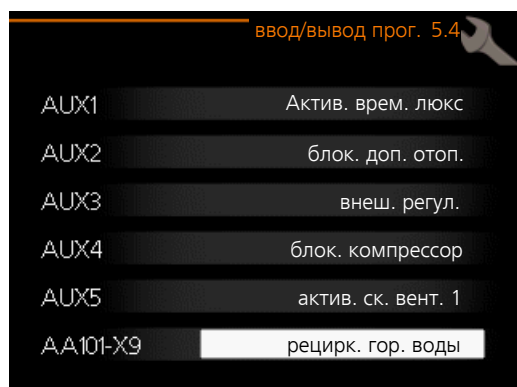 ввод/вывод прог. 5.4
AUX1 Актив. врем. люкс
AUX2 блок. доп. отоп.
AUX3 внеш. регул.
AUX4 блок. компрессор
AUX5 актив. ск. вент. 1
AA101-X9 рецирк. гор. воды